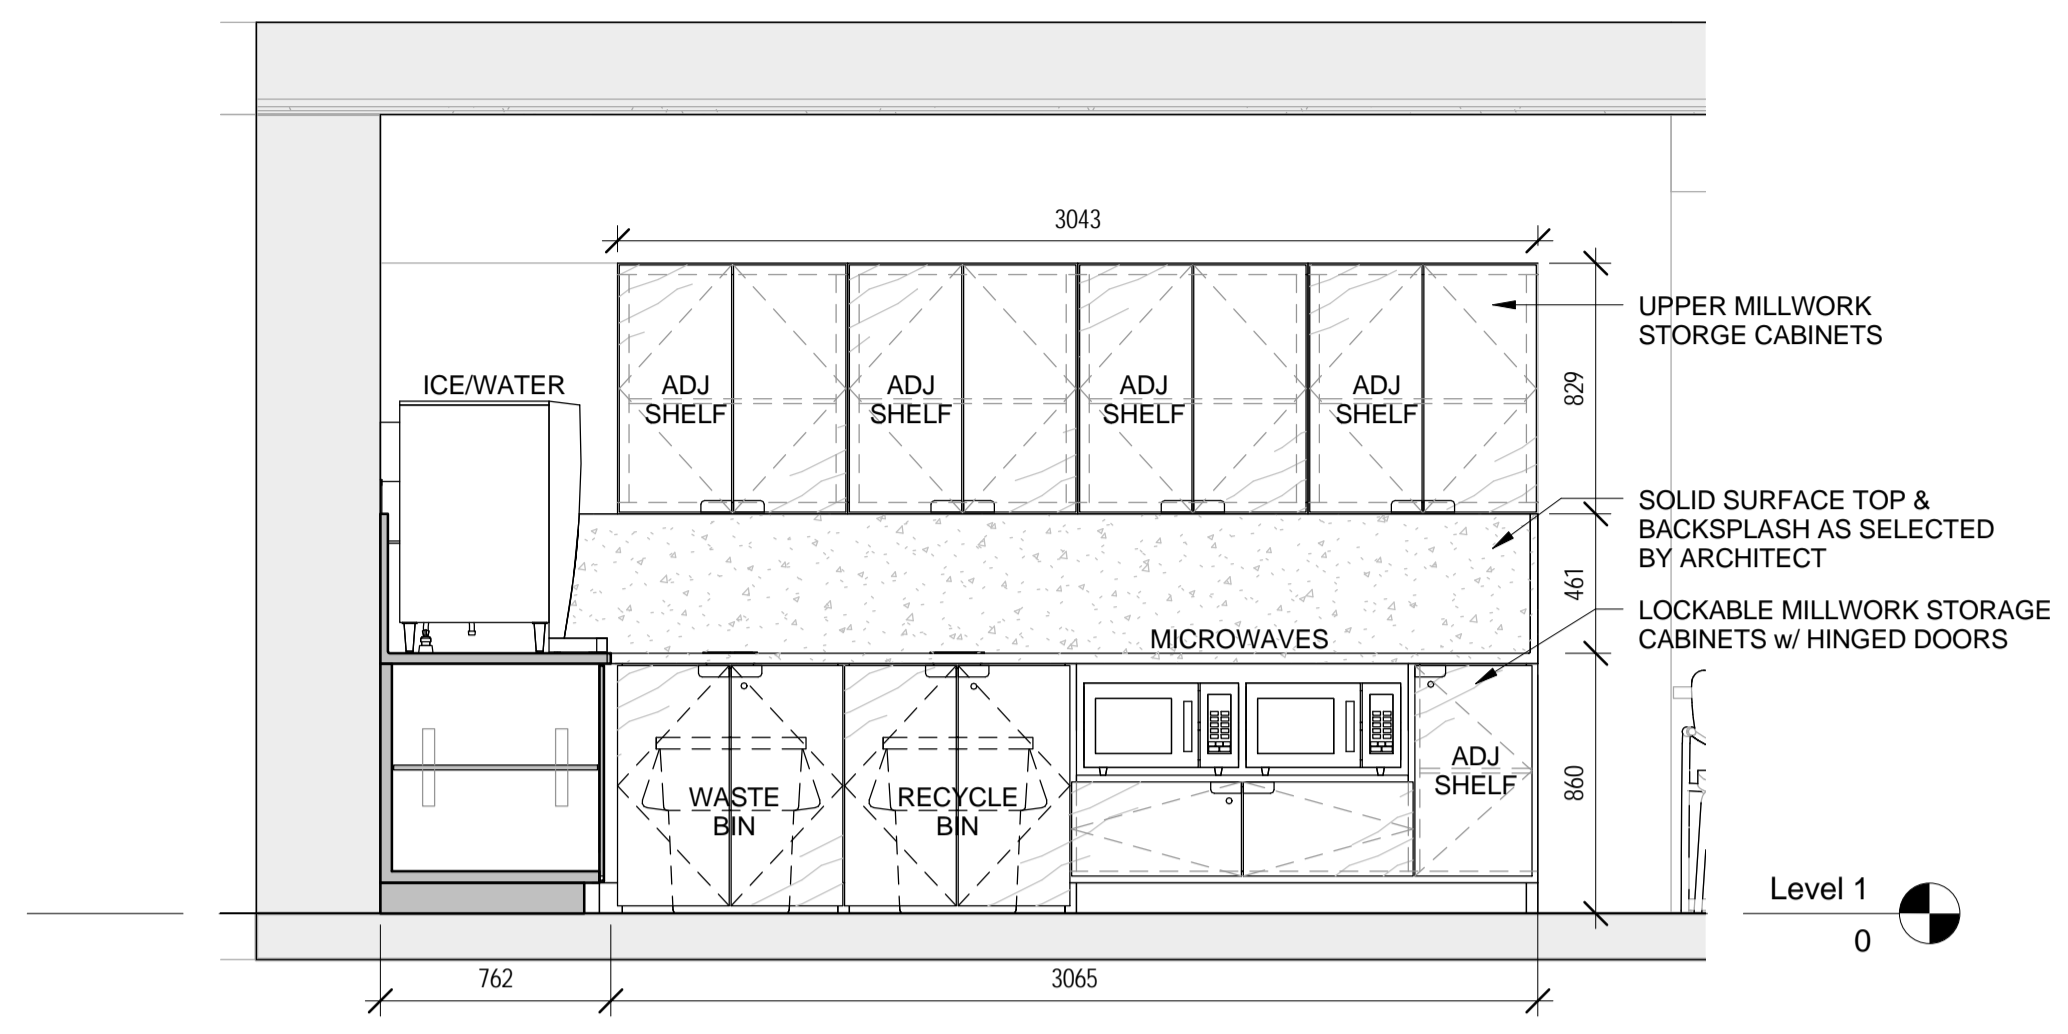 3043
UPPER MILLWORK
STORGE CABINETS
829
ICE/WATER
ADJ
SHELF
ADJ
SHELF
ADJ
SHELF
ADJ
SHELF
SOLID SURFACE TOP &
BACKSPLASH AS SELECTED
BY ARCHITECT
461
LOCKABLE MILLWORK STORAGE
CABINETS w/ HINGED DOORS
MICROWAVES
WASTE
BIN
RECYCLE
BIN
ADJ
SHELF
860
Level 1
0
762
3065